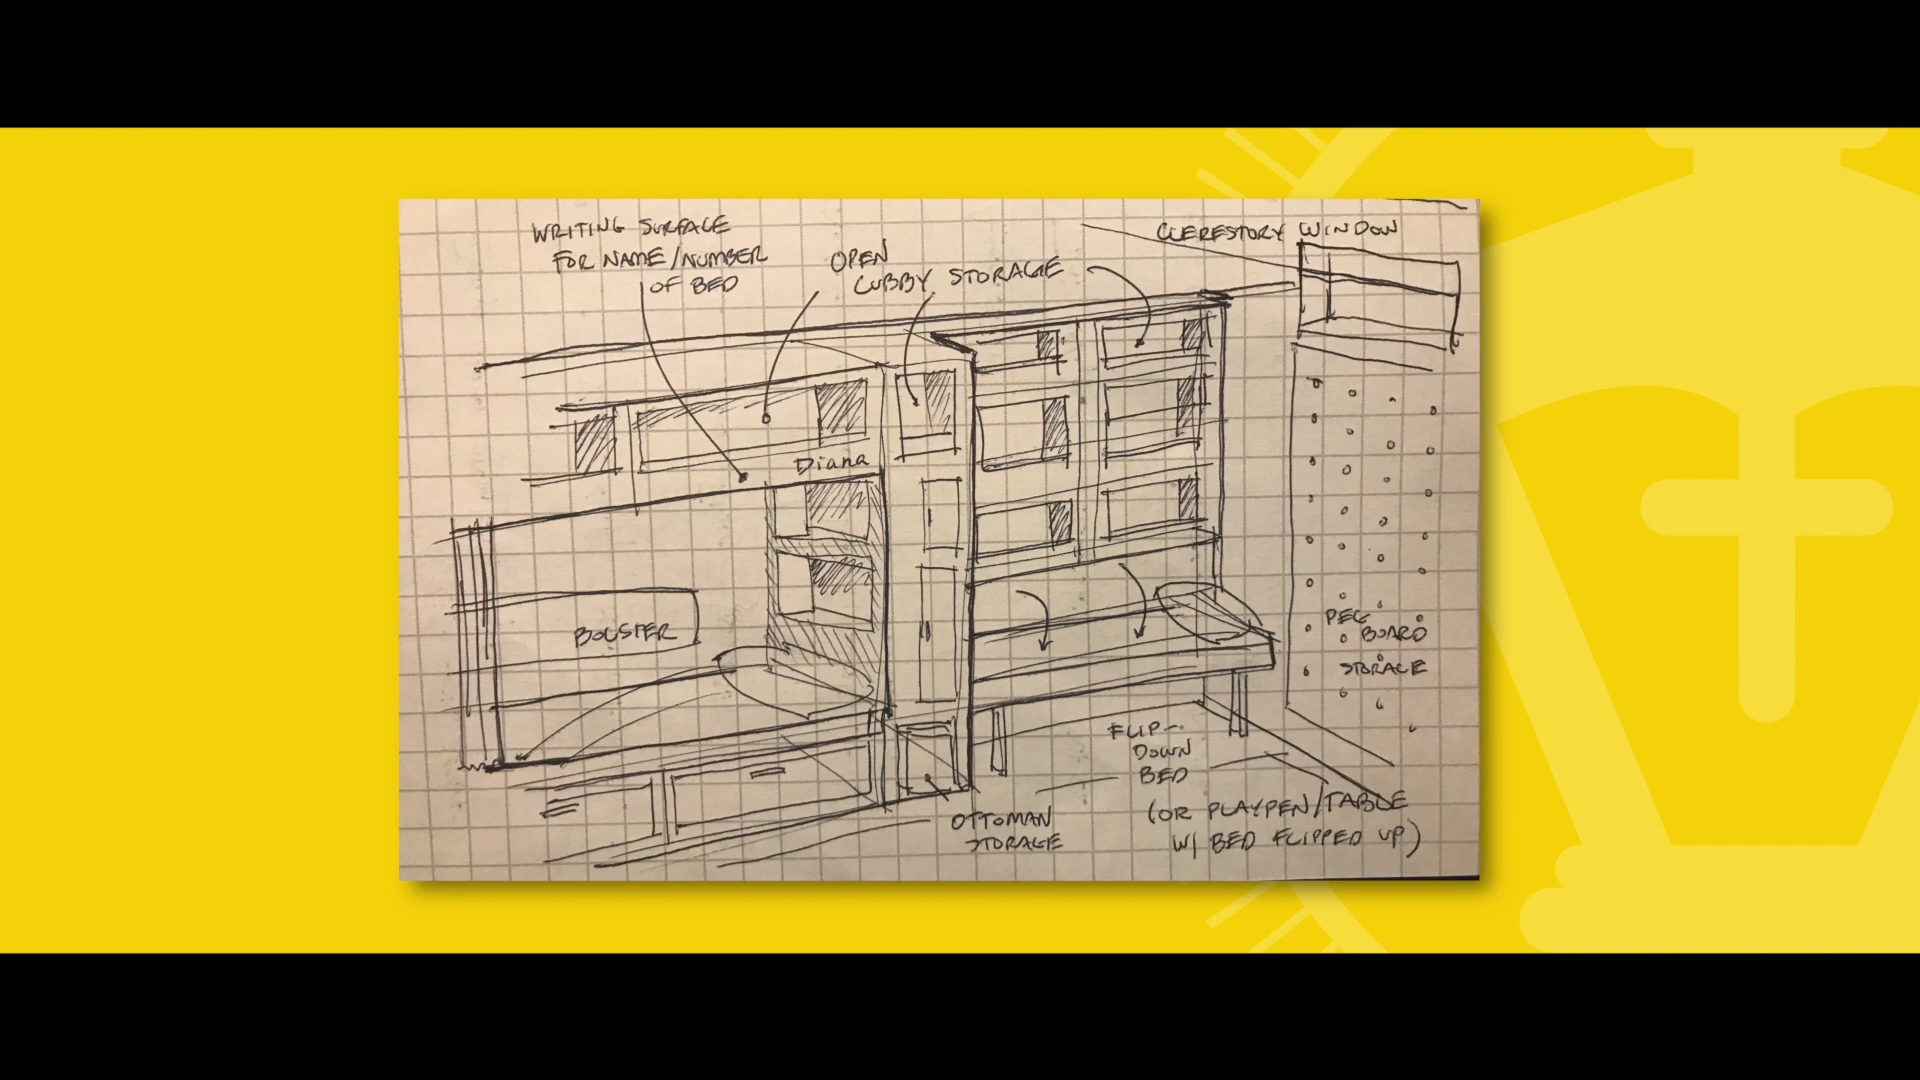 WRITING SURFACE
FOR NAME/NUMBER
OF BED
OPEN
CUBBY STORAGE
CLERESTORY WINDOW
Diana
BOLSTER
PEG
BOARD
STORAGE
FLIP-
DOWN
BED
(OR PLAYPEN/TABLE
W/ BED FLIPPED UP)
OTTOMAN
STORAGE